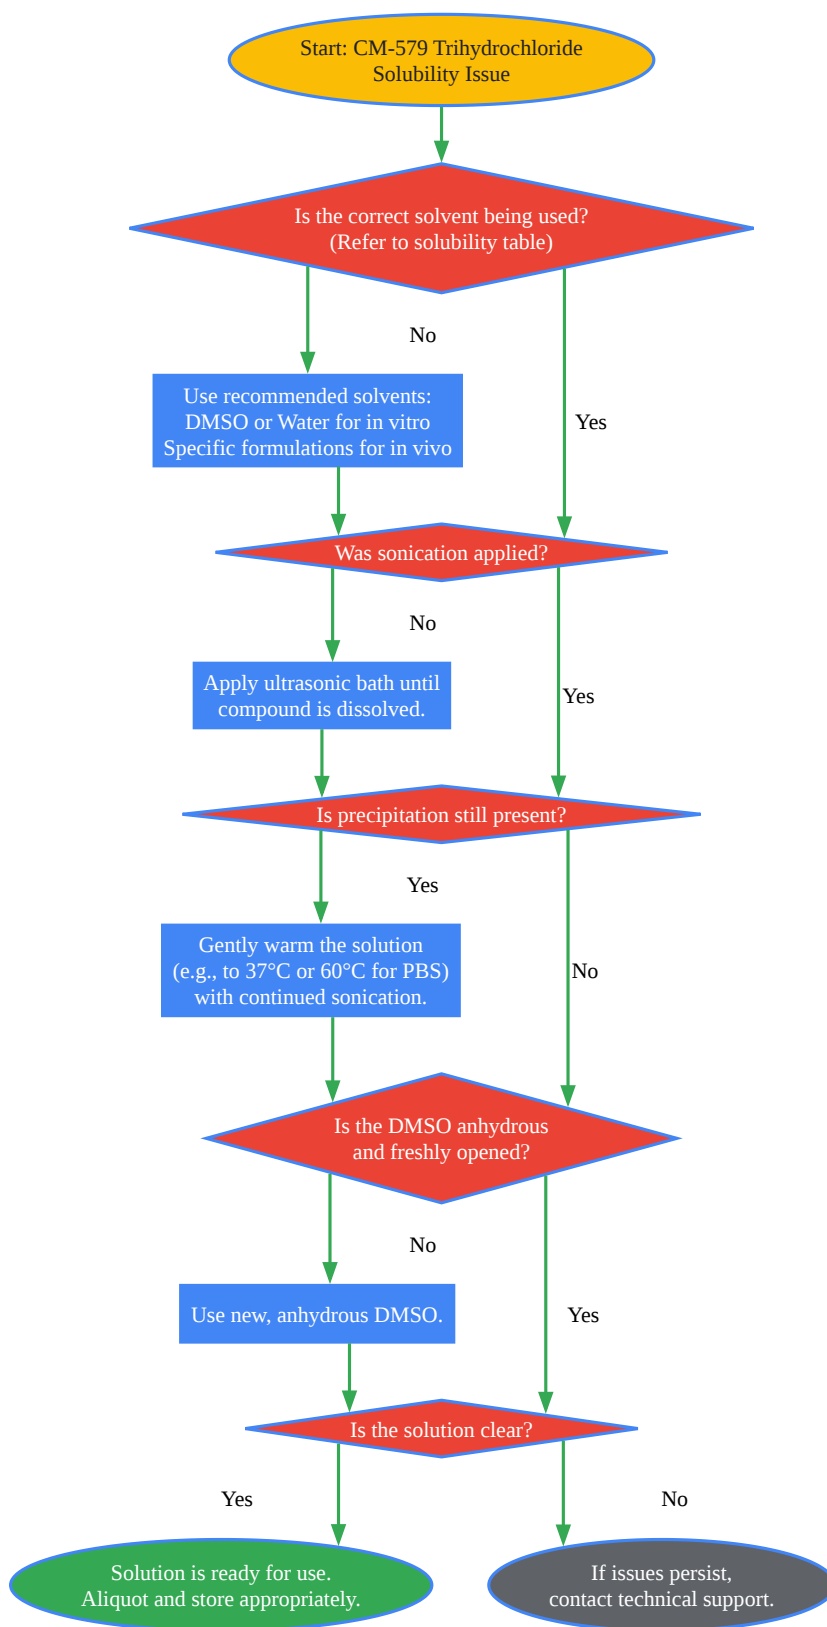 Start: CM-579 Trihydrochloride
Solubility Issue
Is the correct solvent being used?
(Refer to solubility table)
No
Use recommended solvents:
DMSO or Water for in vitro
Specific formulations for in vivo
Yes
Was sonication applied?
No
Apply ultrasonic bath until
compound is dissolved.
Yes
Is precipitation still present?
Yes
Gently warm the solution
(e.g., to 37°C or 60°C for PBS)
with continued sonication.
No
Is the DMSO anhydrous
and freshly opened?
No
Use new, anhydrous DMSO.
Yes
Is the solution clear?
Yes
No
Solution is ready for use.
Aliquot and store appropriately.
If issues persist,
contact technical support.